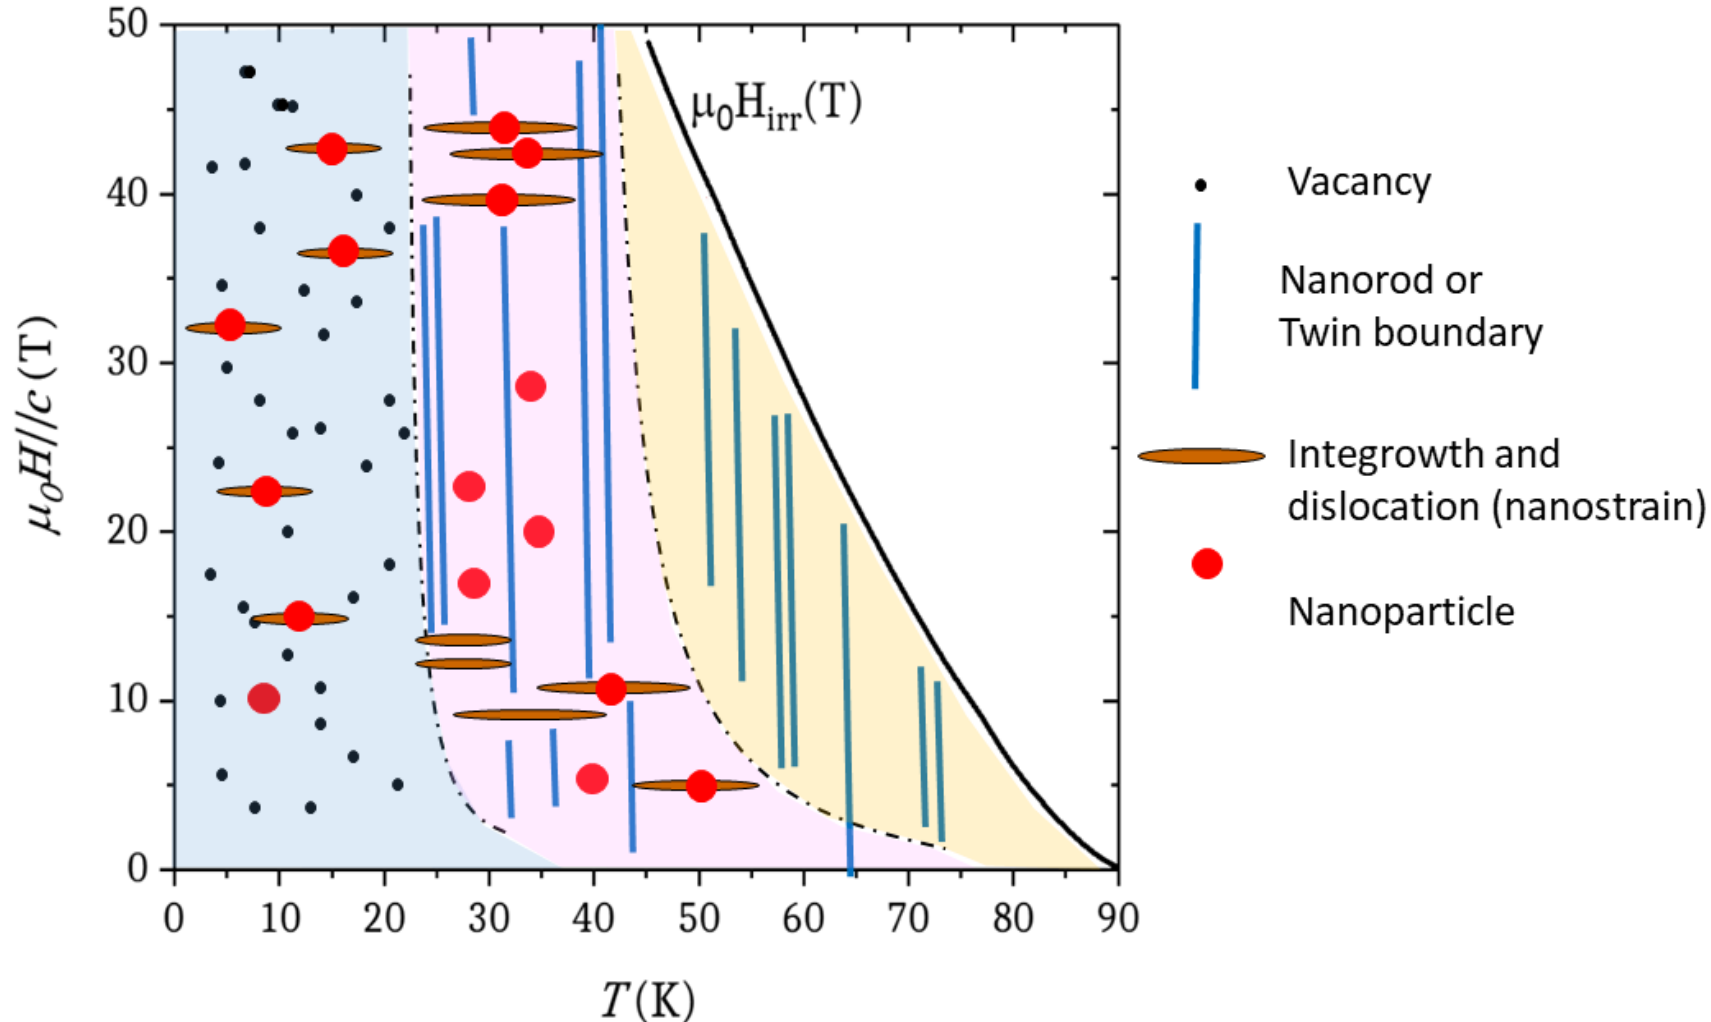 50
40
30
20
10
0
μ₀H//c (T)
0 10 20 30 40 50 60 70 80 90
T (K)
μ₀Hᵢᵣᵣ(T)
Vacancy
Nanorod or
Twin boundary
Integrowth and
dislocation (nanostrain)
Nanoparticle